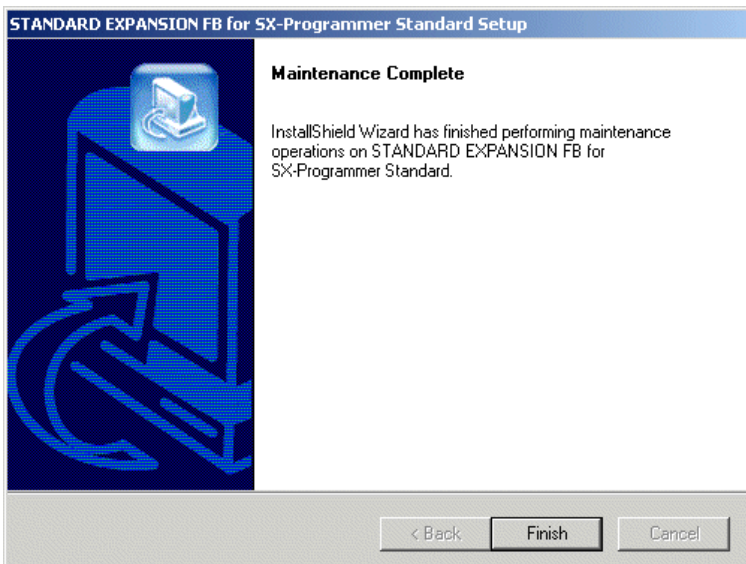 STANDARD EXPANSION FB for SX-Programmer Standard Setup
Maintenance Complete
InstallShield Wizard has finished performing maintenance
operations on STANDARD EXPANSION FB for
SX-Programmer Standard.
< Back Finish Cancel